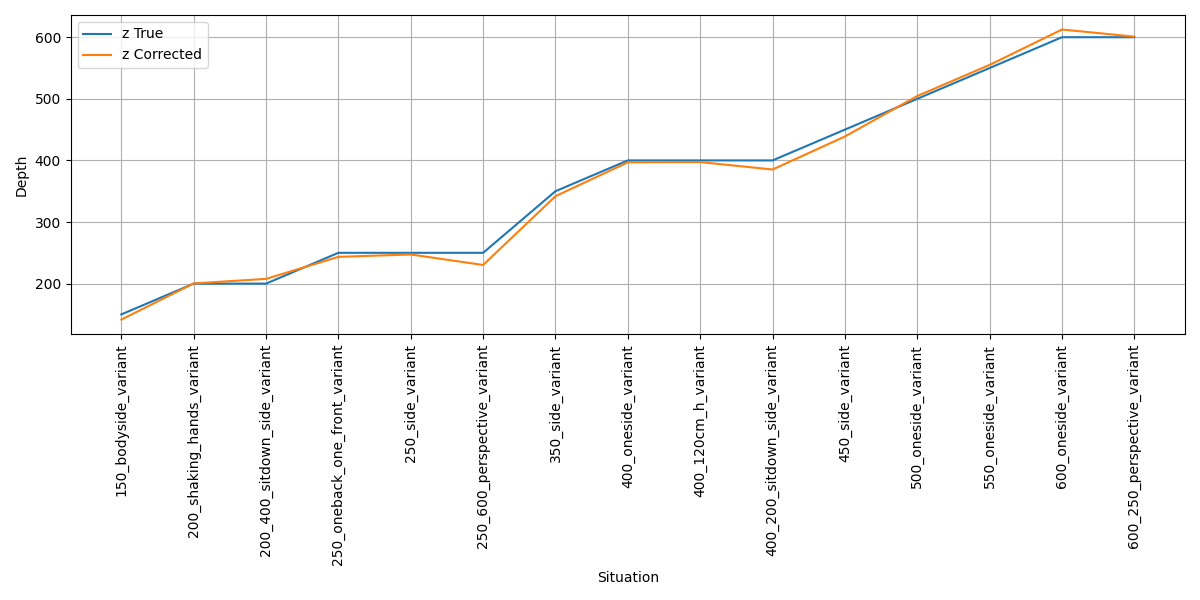 z True
z Corrected
Depth
600
500
400
300
200
150_bodyside_variant
200_shaking_hands_variant
200_400_sitdown_side_variant
250_oneback_one_front_variant
250_side_variant
250_600_perspective_variant
350_side_variant
400_oneside_variant
400_120cm_h_variant
400_200_sitdown_side_variant
450_side_variant
500_oneside_variant
550_oneside_variant
600_oneside_variant
600_250_perspective_variant
Situation